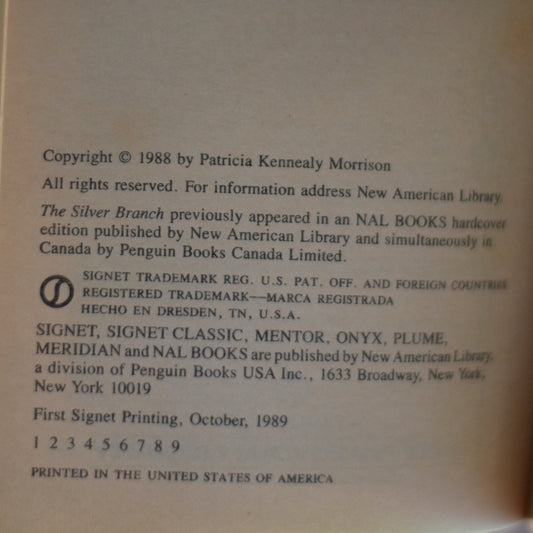 Copyright © 1988 by Patricia Kennealy Morrison
All rights reserved. For information address New American Library.
The Silver Branch previously appeared in an NAL BOOKS hardcover
edition published by New American Library and simultaneously in
Canada by Penguin Books Canada Limited.
SIGNET TRADEMARK REG. U.S. PAT. OFF. AND FOREIGN COUNTRIES
REGISTERED TRADEMARK—MARCA REGISTRADA
HECHO EN DRESDEN, TN, U.S.A.
SIGNET, SIGNET CLASSIC, MENTOR, ONYX, PLUME,
MERIDIAN and NAL BOOKS are published by New American Library,
a division of Penguin Books USA Inc., 1633 Broadway, New York,
New York 10019
First Signet Printing, October, 1989
1 2 3 4 5 6 7 8 9
PRINTED IN THE UNITED STATES OF AMERICA